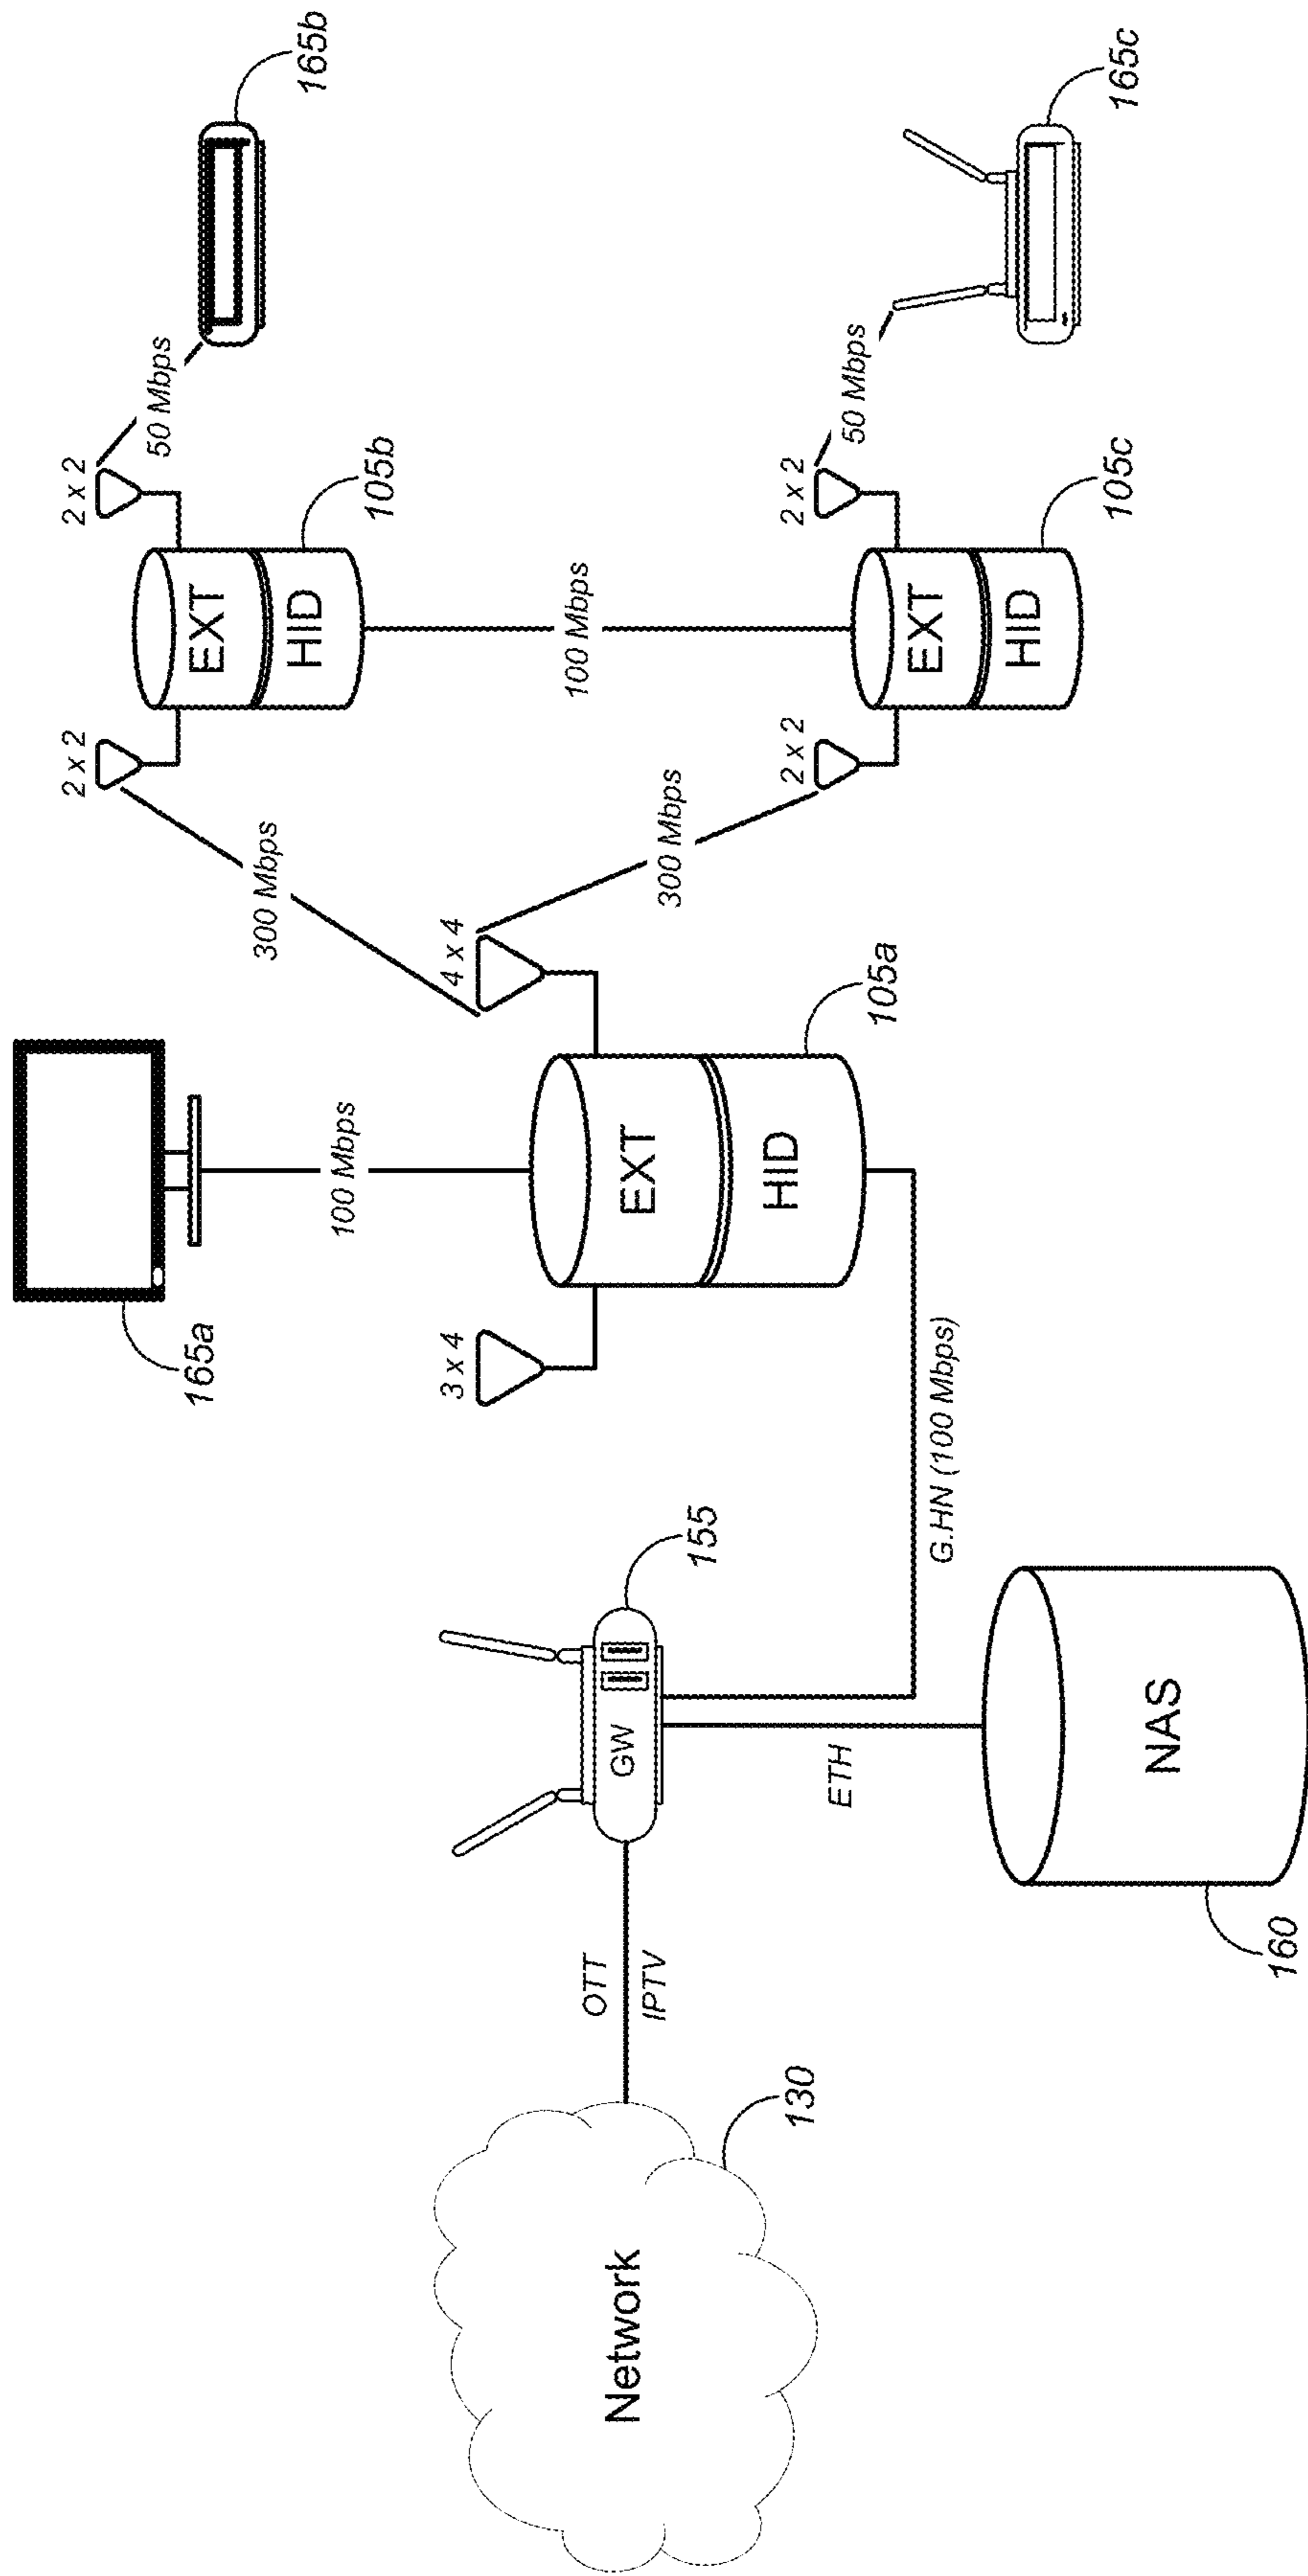 Network
130
OTT
IPTV
GW
155
ETH
NAS
160
G.HN (100 Mbps)
165a
100 Mbps
3 x 4
4 x 4
EXT
HID
105a
300 Mbps
300 Mbps
2 x 2
2 x 2
EXT
HID
105b
100 Mbps
2 x 2
2 x 2
EXT
HID
105c
50 Mbps
165b
50 Mbps
165c